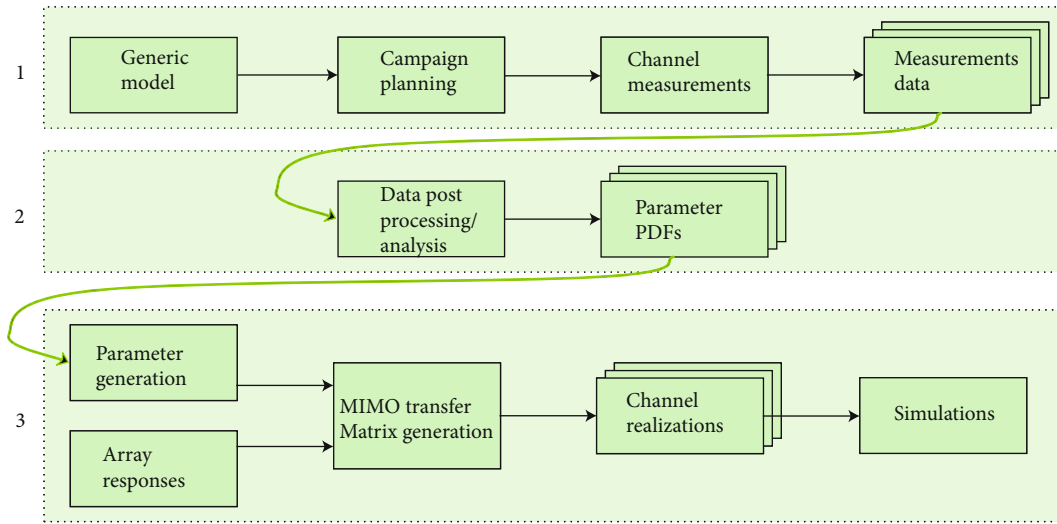 1
Generic
model
Campaign
planning
Channel
measurements
Measurements
data
2
Data post
processing/
analysis
Parameter
PDFs
3
Parameter
generation
Array
responses
MIMO transfer
Matrix generation
Channel
realizations
Simulations